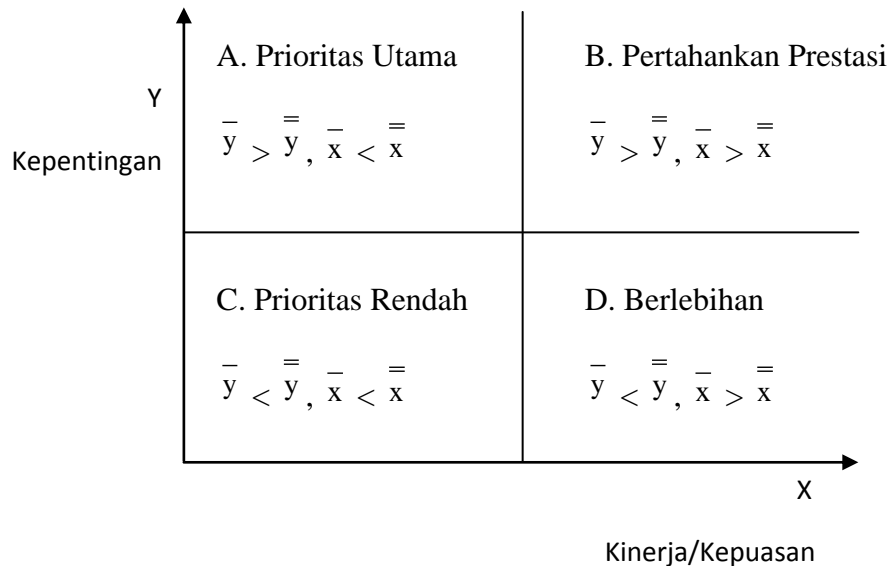 A. Prioritas Utama
B. Pertahankan Prestasi
Y
Kepentingan
y̅ > y̿, x̅ < x̿
y̅ > y̿, x̅ > x̿
C. Prioritas Rendah
D. Berlebihan
y̅ < y̿, x̅ < x̿
y̅ < y̿, x̅ > x̿
X
Kinerja/Kepuasan